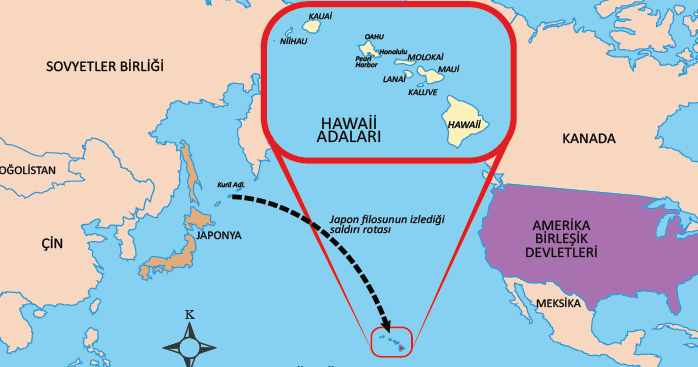 KAUAİ
NİİHAU
OAHU
Honolulu
Pearl
Harbor
MOLOKAİ
MAUİ
LANAİ
KALUVE
HAWAİİ
HAWAİİ
ADALARI
SOVYETLER BİRLİĞİ
KANADA
OĞOLİSTAN
Kuril Adl.
Japon filosunun izlediği
saldırı rotası
ÇİN
JAPONYA
AMERİKA
BİRLEŞİK
DEVLETLERİ
MEKSİKA
K